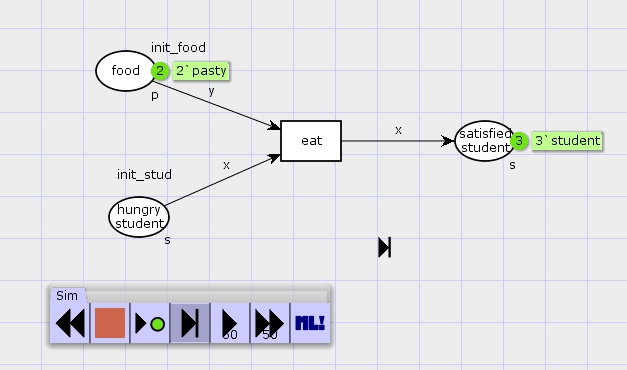 init_food
food
2
2`pasty
p
y
eat
x
satisfied
student
3
3`student
s
init_stud
x
hungry
student
s
Sim
50
50
ML!